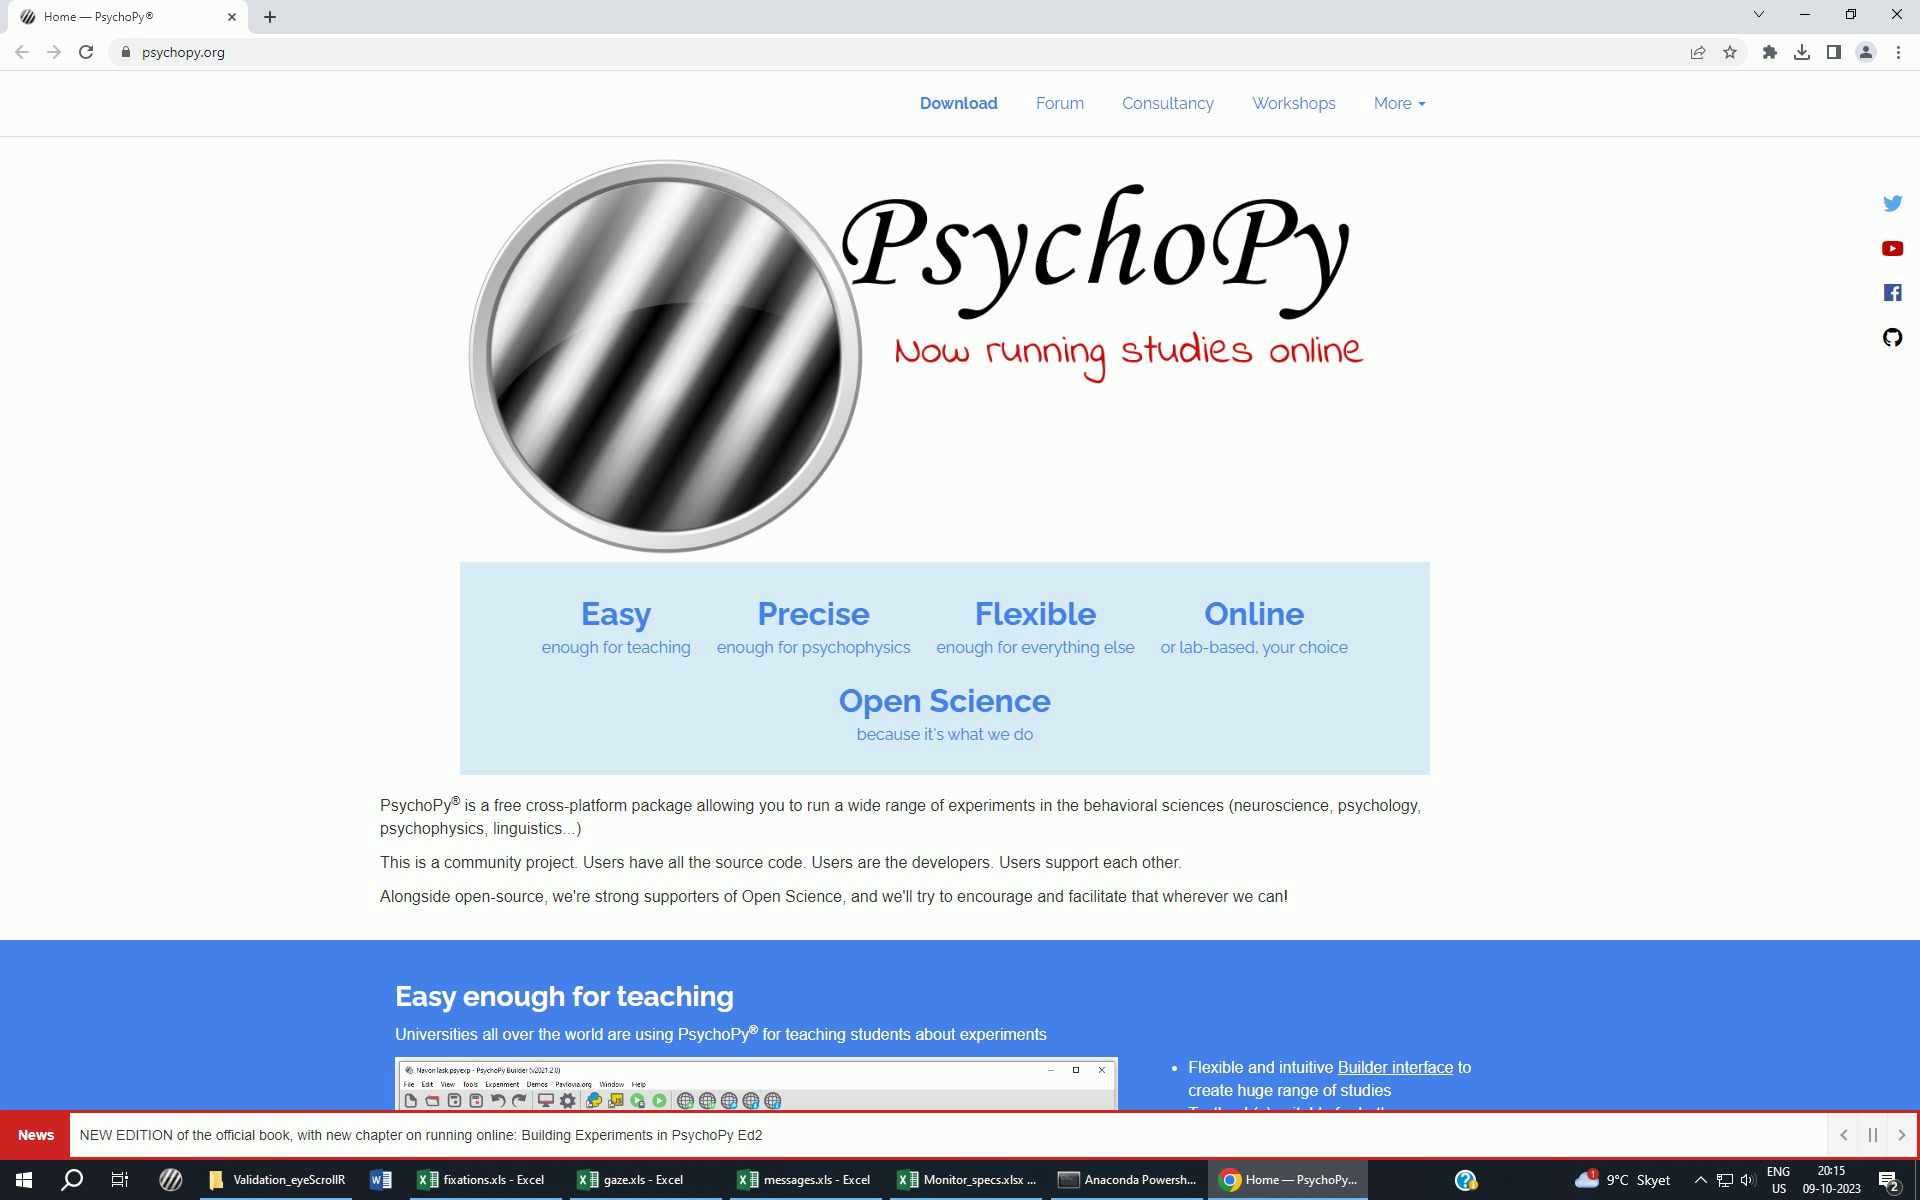 Home — PsychoPy®
psychopy.org
Download Forum Consultancy Workshops More
PsychoPy
Now running studies online
Easy Precise Flexible Online
enough for teaching enough for psychophysics enough for everything else or lab-based, your choice
Open Science
because it's what we do
PsychoPy® is a free cross-platform package allowing you to run a wide range of experiments in the behavioral sciences (neuroscience, psychology,
psychophysics, linguistics...)
This is a community project. Users have all the source code. Users are the developers. Users support each other.
Alongside open-source, we're strong supporters of Open Science, and we'll try to encourage and facilitate that wherever we can!
Easy enough for teaching
Universities all over the world are using PsychoPy® for teaching students about experiments
NavonTask.psyexp - PsychoPy Builder (v2021.2.0)
File Edit View Tools Experiment Demos Pavlovia.org Window Help
• Flexible and intuitive Builder interface to
create huge range of studies
News NEW EDITION of the official book, with new chapter on running online: Building Experiments in PsychoPy Ed2
Validation_eyeScrollR fixations.xls - Excel gaze.xls - Excel messages.xls - Excel Monitor_specs.xlsx ... Anaconda Powersh... Home — PsychoPy... 1 9°C Skyet ENG 20:15
US 09-10-2023 2